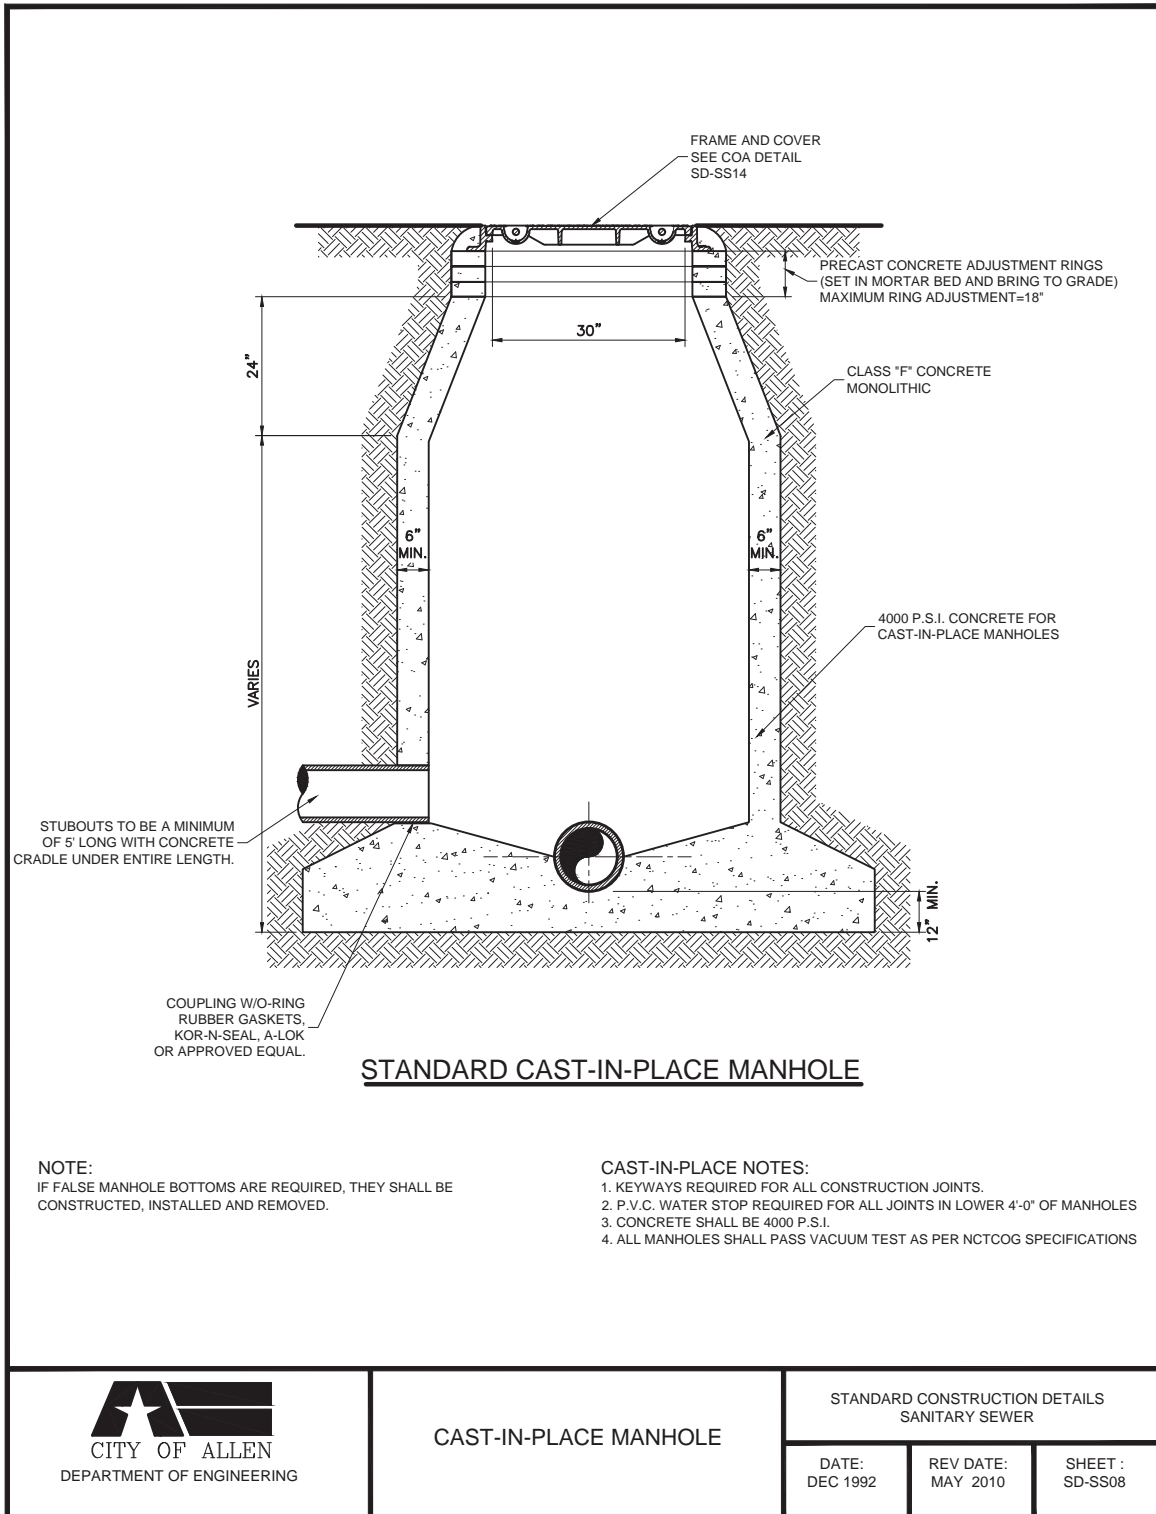 FRAME AND COVER
SEE COA DETAIL
SD-SS14
PRECAST CONCRETE ADJUSTMENT RINGS
(SET IN MORTAR BED AND BRING TO GRADE)
MAXIMUM RING ADJUSTMENT=18"
30"
24"
CLASS "F" CONCRETE
MONOLITHIC
6"
MIN.
6"
MIN.
4000 P.S.I. CONCRETE FOR
CAST-IN-PLACE MANHOLES
VARIES
STUBOUTS TO BE A MINIMUM
OF 5' LONG WITH CONCRETE
CRADLE UNDER ENTIRE LENGTH.
12" MIN.
COUPLING W/O-RING
RUBBER GASKETS,
KOR-N-SEAL, A-LOK
OR APPROVED EQUAL.
STANDARD CAST-IN-PLACE MANHOLE
NOTE:
IF FALSE MANHOLE BOTTOMS ARE REQUIRED, THEY SHALL BE
CONSTRUCTED, INSTALLED AND REMOVED.
CAST-IN-PLACE NOTES:
1. KEYWAYS REQUIRED FOR ALL CONSTRUCTION JOINTS.
2. P.V.C. WATER STOP REQUIRED FOR ALL JOINTS IN LOWER 4'-0" OF MANHOLES
3. CONCRETE SHALL BE 4000 P.S.I.
4. ALL MANHOLES SHALL PASS VACUUM TEST AS PER NCTCOG SPECIFICATIONS
CITY OF ALLEN
DEPARTMENT OF ENGINEERING
CAST-IN-PLACE MANHOLE
STANDARD CONSTRUCTION DETAILS
SANITARY SEWER
DATE:
DEC 1992
REV DATE:
MAY 2010
SHEET :
SD-SS08